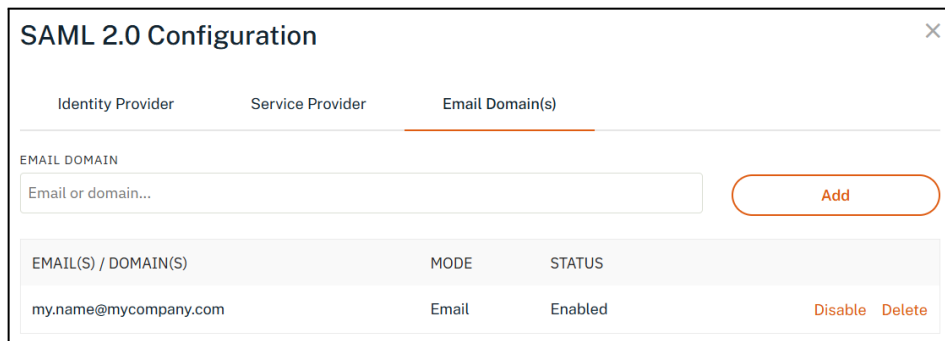 SAML 2.0 Configuration
Identity Provider Service Provider Email Domain(s)
EMAIL DOMAIN
Email or domain...
Add
EMAIL(S) / DOMAIN(S) MODE STATUS
my.name@mycompany.com Email Enabled Disable Delete